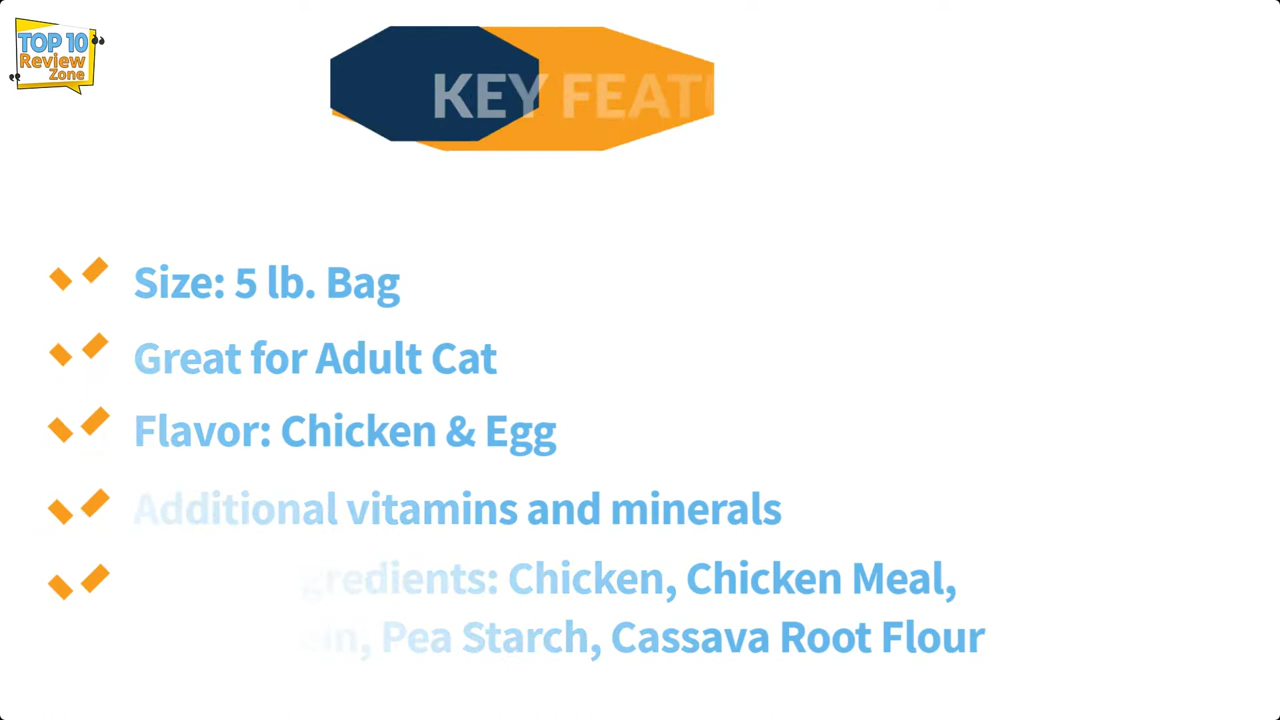 TOP 10
Review
Zone
KEY FEAT
Size: 5 lb. Bag
Great for Adult Cat
Flavor: Chicken & Egg
Additional vitamins and minerals
gredients: Chicken, Chicken Meal,
ein, Pea Starch, Cassava Root Flour